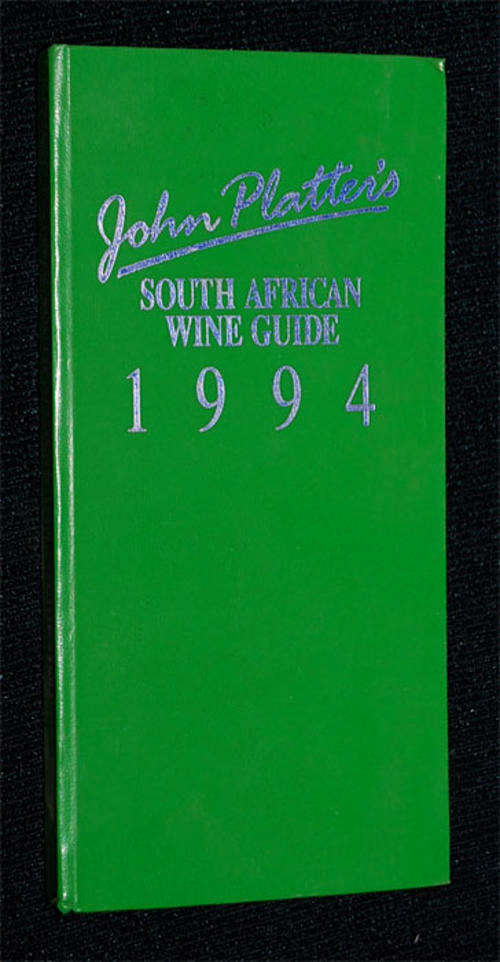 John Platter's
SOUTH AFRICAN
WINE GUIDE
1994